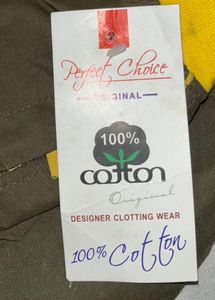 Perfect Choice
ORIGINAL
100%
cotton
Original
DESIGNER CLOTTING WEAR
100% Cotton